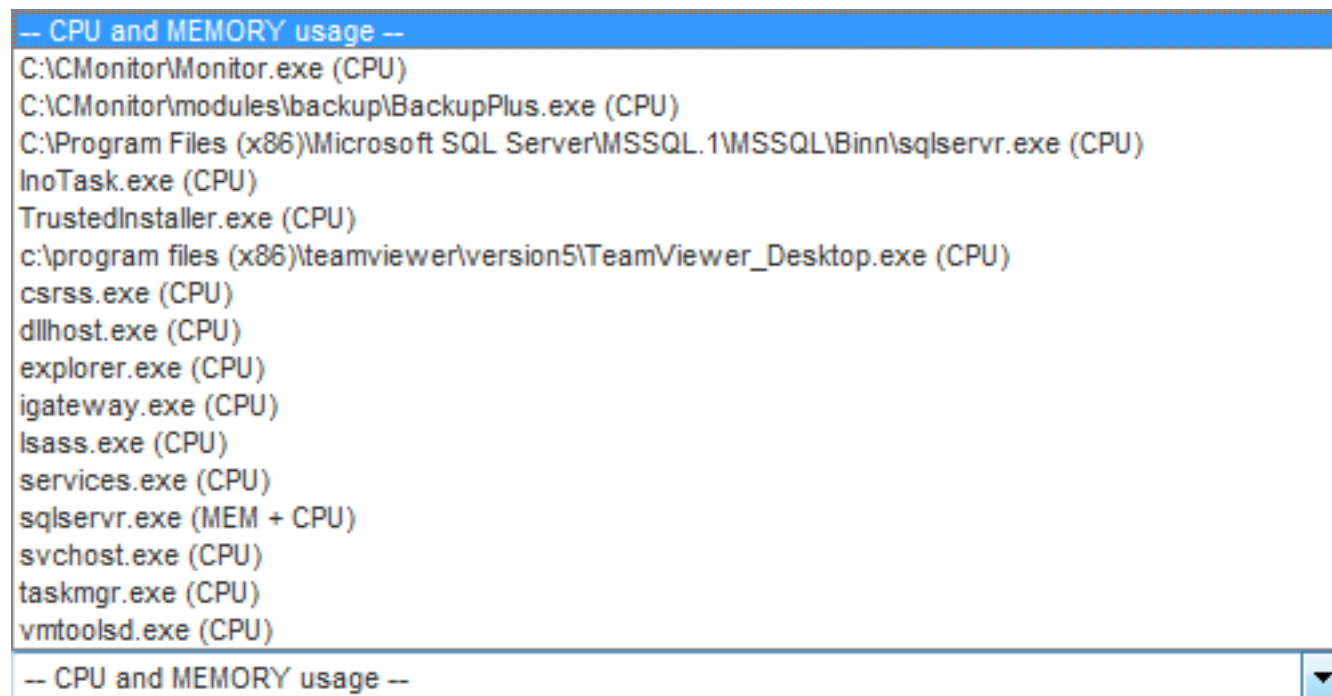 -- CPU and MEMORY usage --
C:\CMonitor\Monitor.exe (CPU)
C:\CMonitor\modules\backup\BackupPlus.exe (CPU)
C:\Program Files (x86)\Microsoft SQL Server\MSSQL.1\MSSQL\Binn\sqlservr.exe (CPU)
InoTask.exe (CPU)
TrustedInstaller.exe (CPU)
c:\program files (x86)\teamviewer\version5\TeamViewer_Desktop.exe (CPU)
csrss.exe (CPU)
dllhost.exe (CPU)
explorer.exe (CPU)
igateway.exe (CPU)
lsass.exe (CPU)
services.exe (CPU)
sqlservr.exe (MEM + CPU)
svchost.exe (CPU)
taskmgr.exe (CPU)
vmtoolsd.exe (CPU)
-- CPU and MEMORY usage --